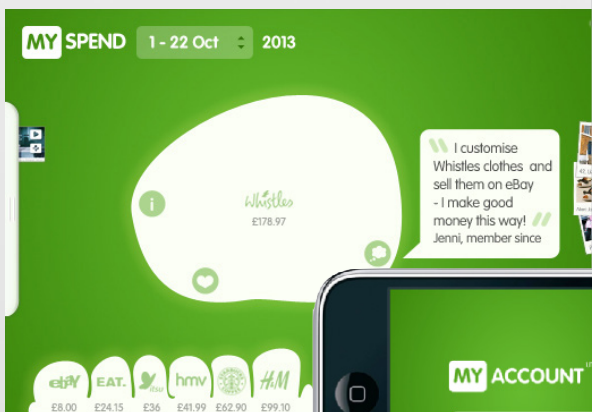 MY SPEND 1 - 22 Oct 2013
I customise
Whistles clothes and
sell them on eBay
- I make good
money this way!
Jenni, member since
Whistles
£178.97
MY ACCOUNT
ebay EAT. itsu hmv H&M
£8.00 £24.15 £36 £41.99 £62.90 £99.10